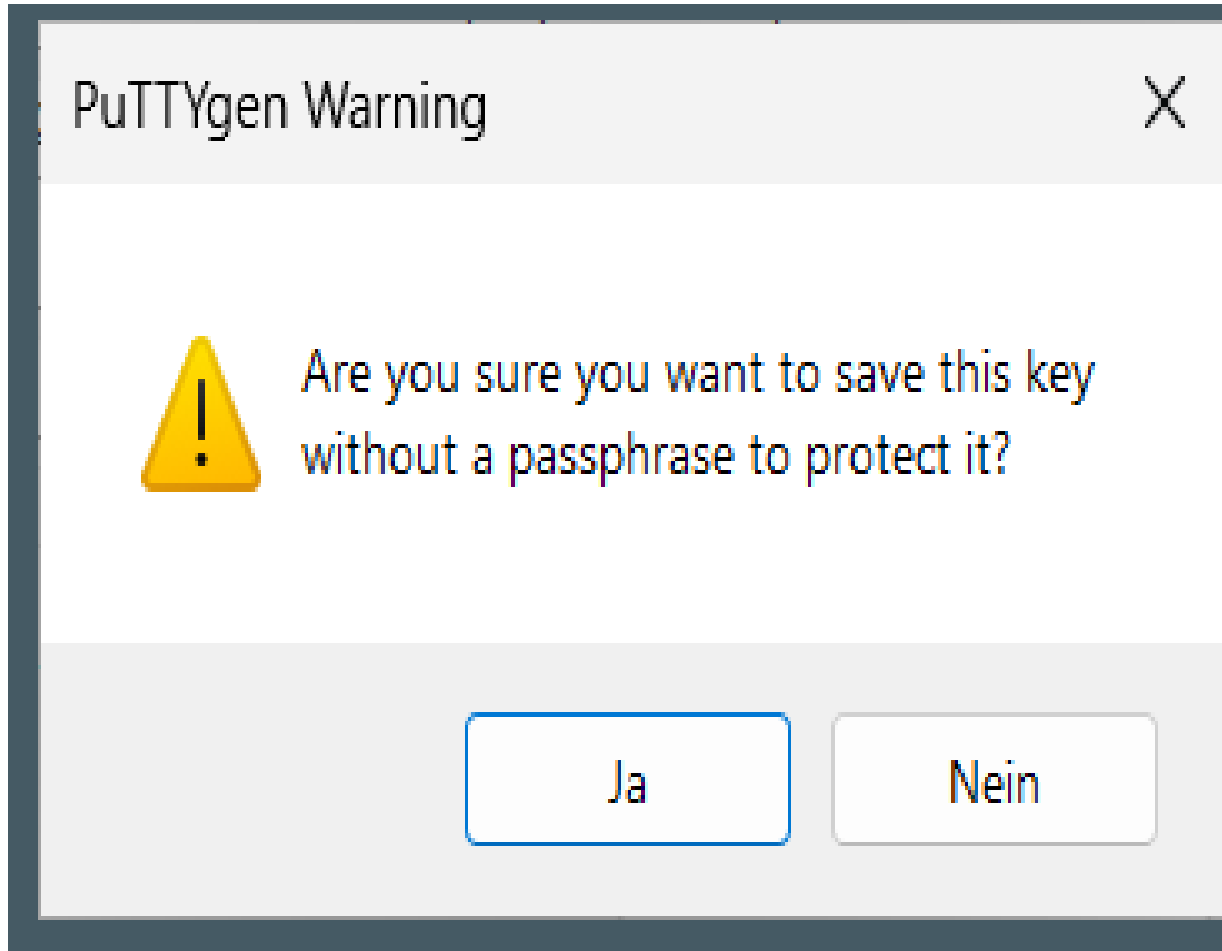 PuTTYgen Warning
Are you sure you want to save this key
without a passphrase to protect it?
Ja Nein